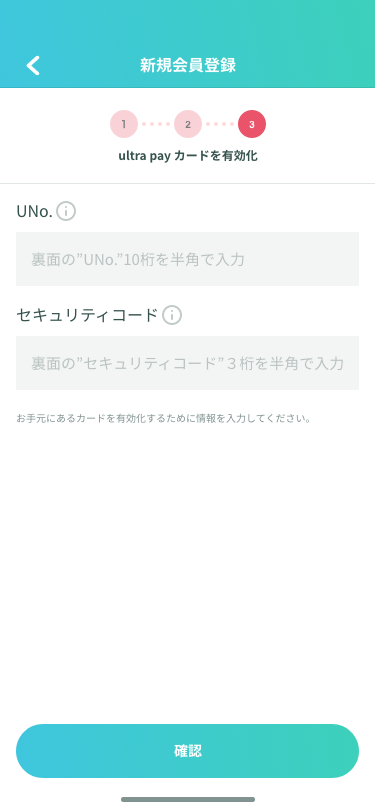 新規会員登録
1 2 3
ultra pay カードを有効化
UNo.
裏面の”UNo.”10桁を半角で入力
セキュリティコード
裏面の”セキュリティコード”３桁を半角で入力
お手元にあるカードを有効化するために情報を入力してください。
確認